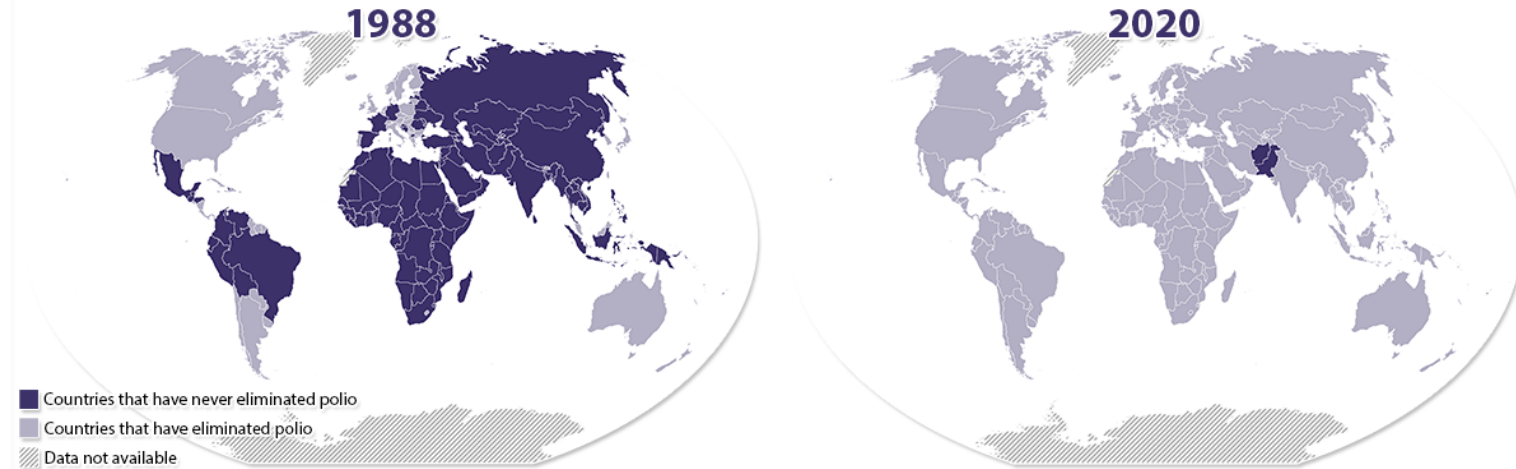 1988
2020
Countries that have never eliminated polio
Countries that have eliminated polio
Data not available